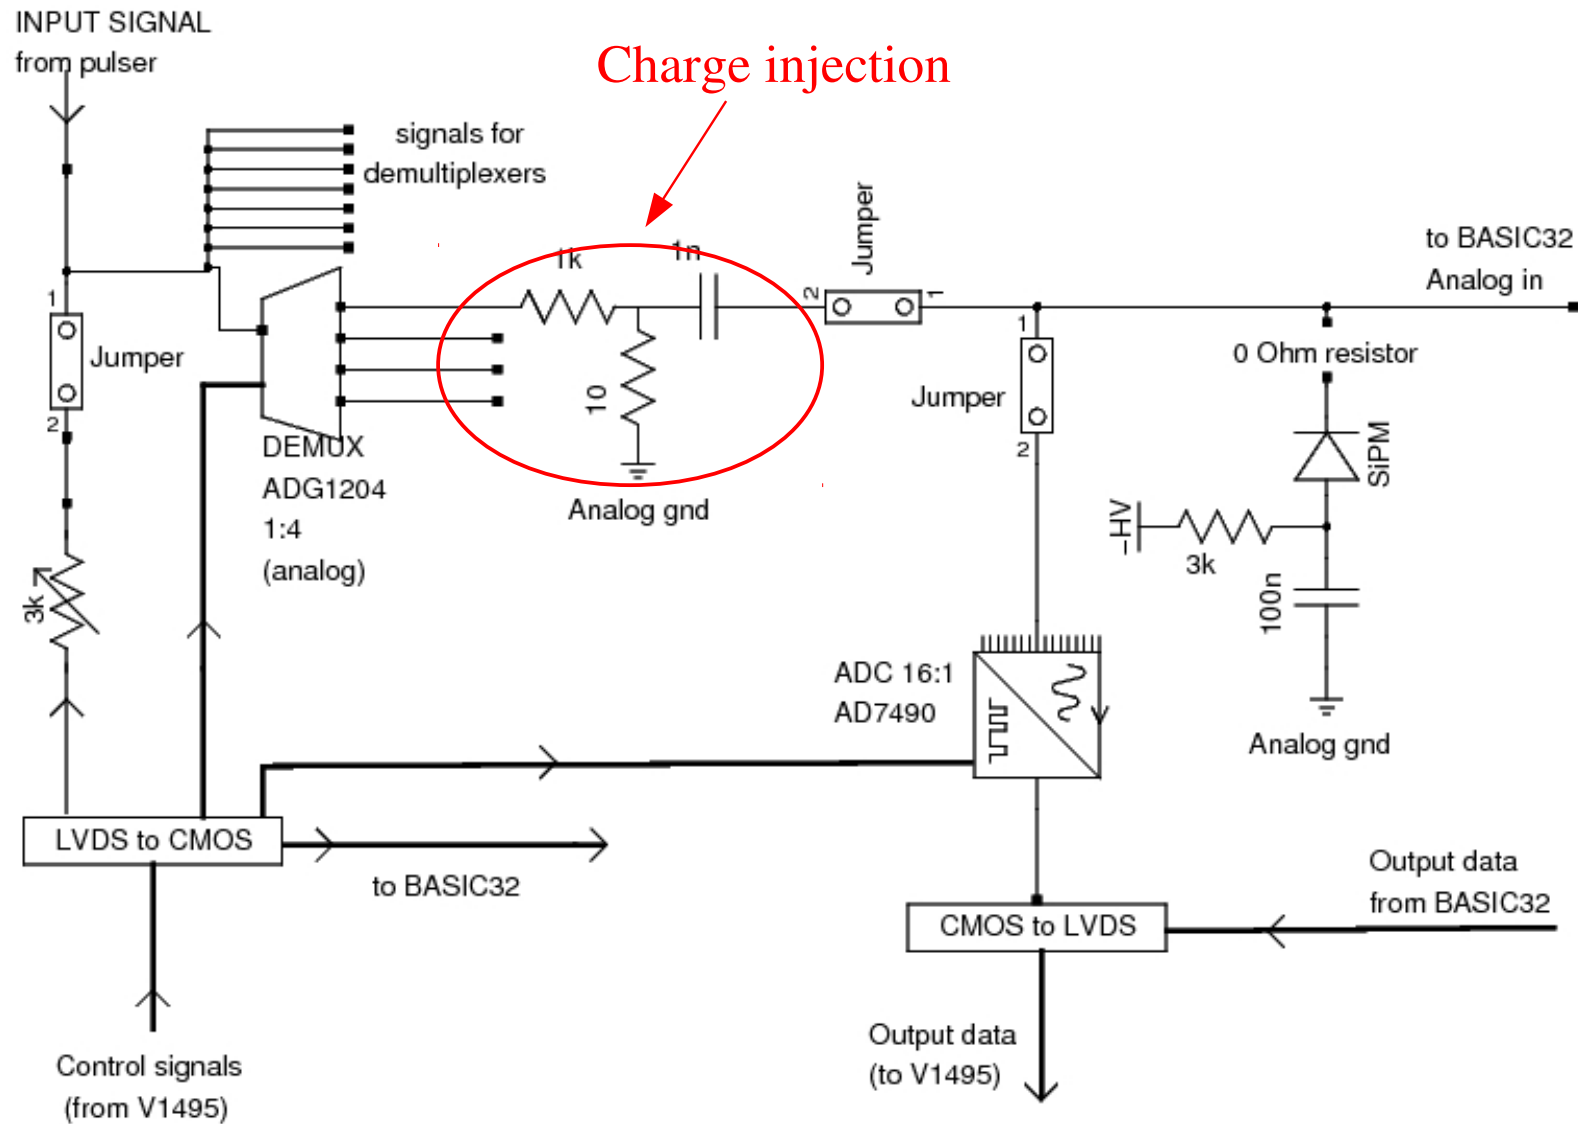 INPUT SIGNAL
from pulser
Charge injection
signals for
demultiplexers
1k
1n
Jumper
2
1
to BASIC32
Analog in
1
Jumper
2
10
Analog gnd
DEMUX
ADG1204
1:4
(analog)
1
Jumper
2
0 Ohm resistor
SiPM
-HV
3k
100n
Analog gnd
3k
ADC 16:1
AD7490
LVDS to CMOS
to BASIC32
Output data
from BASIC32
CMOS to LVDS
Control signals
(from V1495)
Output data
(to V1495)